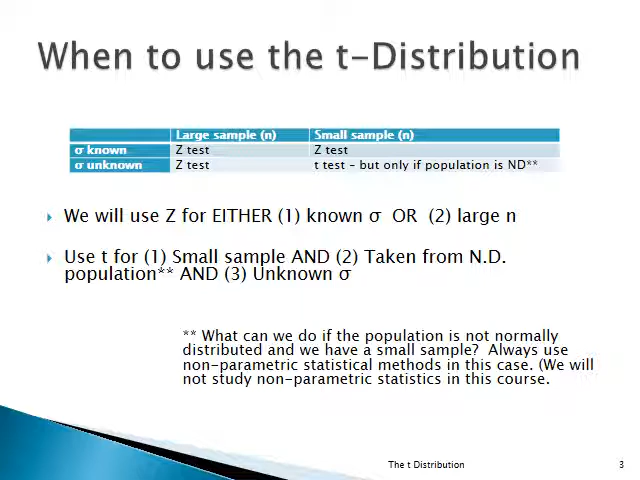 When to use the t-Distribution
Large sample (n) Small sample (n)
σ known Z test Z test
σ unknown Z test t test – but only if population is ND**
We will use Z for EITHER (1) known σ OR (2) large n
Use t for (1) Small sample AND (2) Taken from N.D.
population** AND (3) Unknown σ
** What can we do if the population is not normally
distributed and we have a small sample? Always use
non-parametric statistical methods in this case. (We will
not study non-parametric statistics in this course.
The t Distribution 3